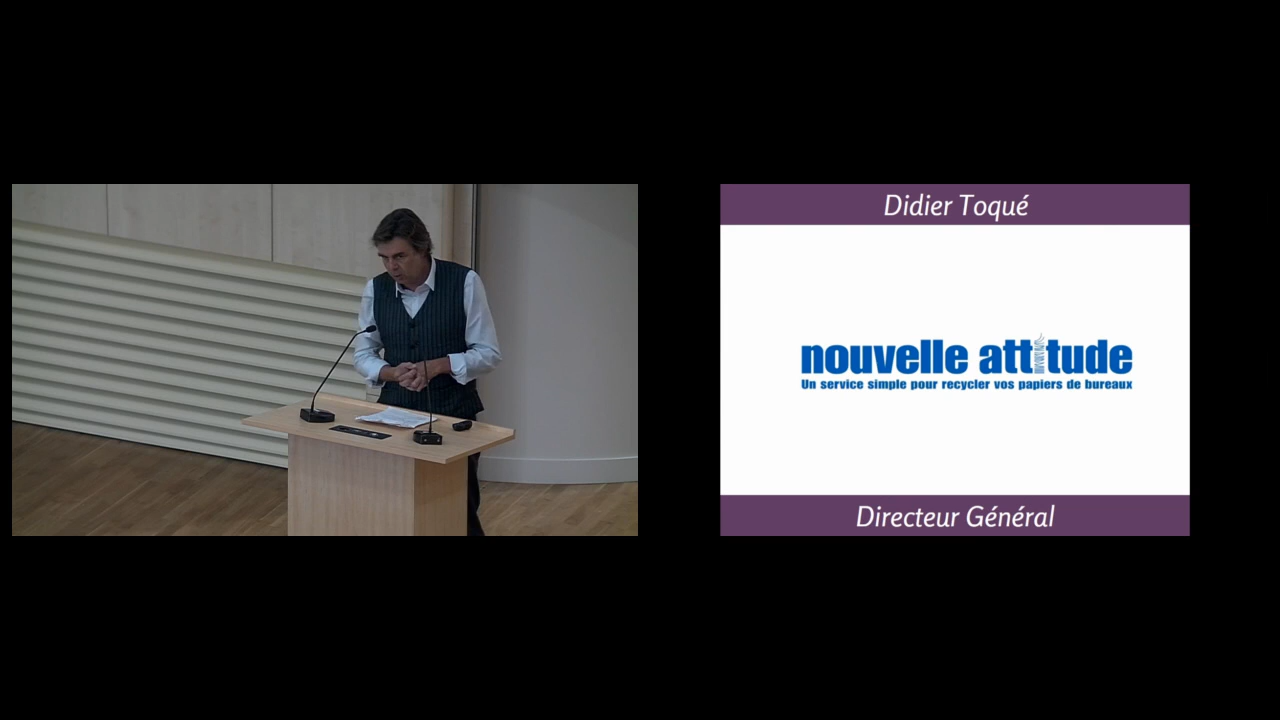 Didier Toqué
nouvelle attitude
Un service simple pour recycler vos papiers de bureaux
Directeur Général